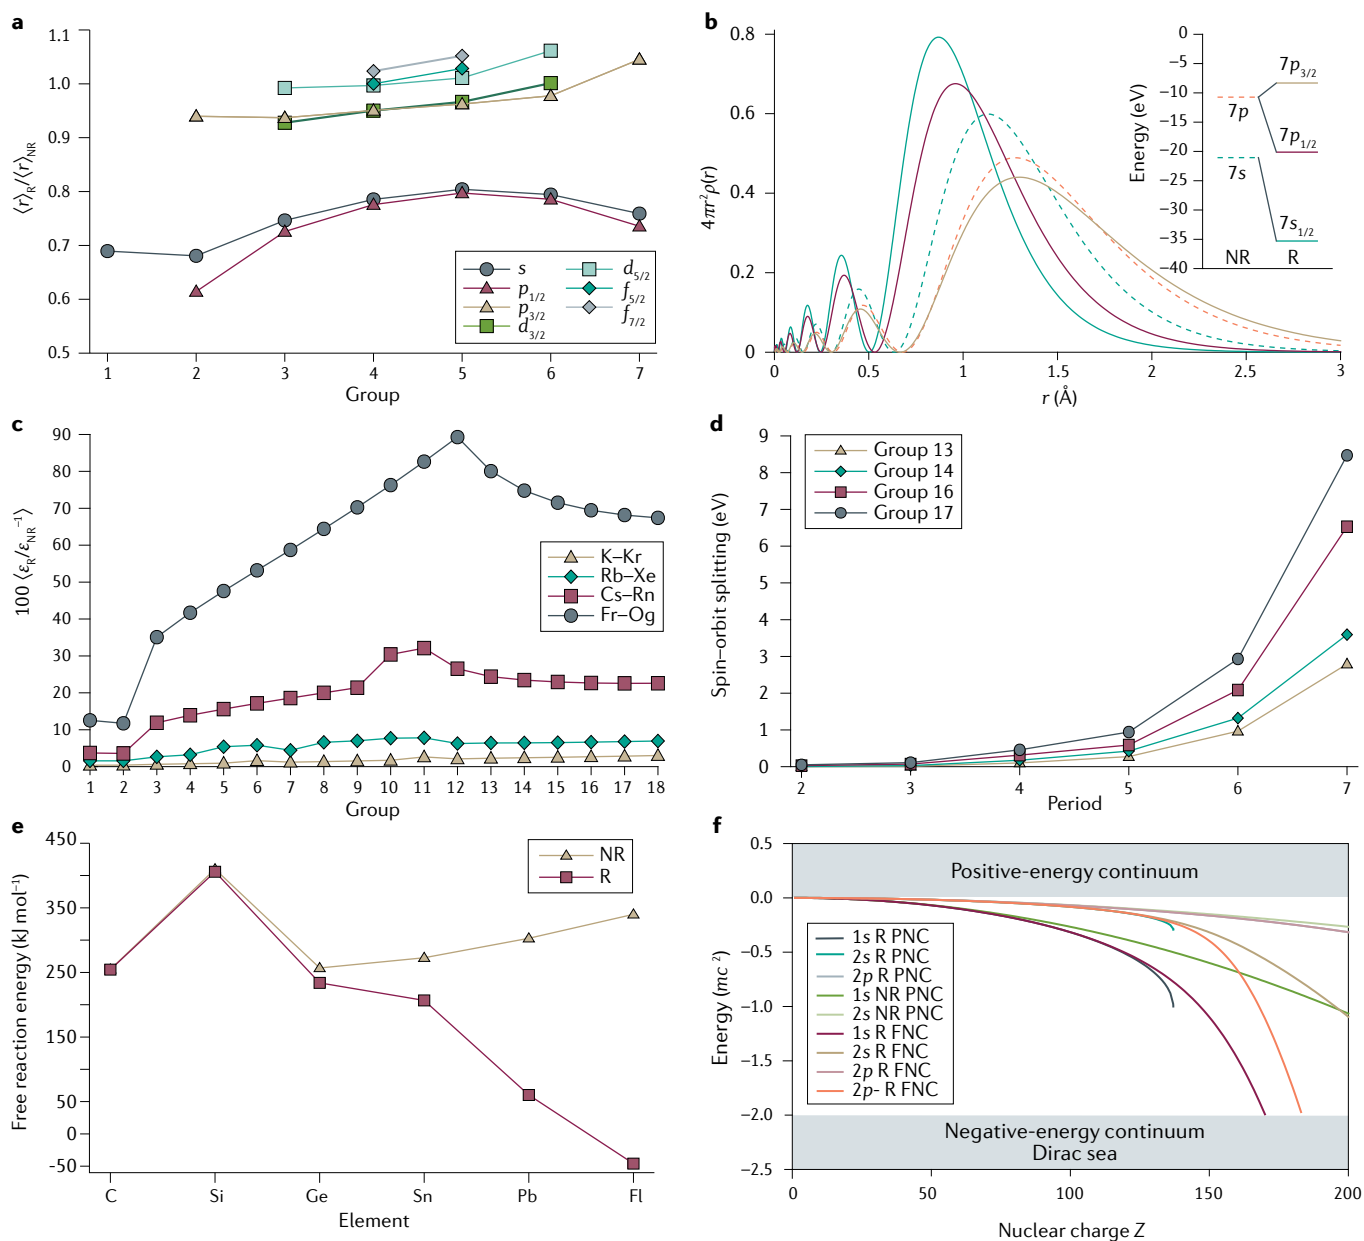 a
1.1
1.0
0.9
0.8
0.7
0.6
0.5
⟨r⟩R/⟨r⟩NR
1 2 3 4 5 6 7
Group
s
p1/2
p3/2
d3/2
d5/2
f5/2
f7/2
b
0.8
0.6
0.4
0.2
0
4πr²ρ(r)
0 0.5 1 1.5 2 2.5 3
r (Å)
0
−5
−10
−15
−20
−25
−30
−35
−40
Energy (eV)
7p3/2
7p
7p1/2
7s
7s1/2
NR R
c
90
80
70
60
50
40
30
20
10
0
100 ⟨εR/εNR−1⟩
1 2 3 4 5 6 7 8 9 10 11 12 13 14 15 16 17 18
Group
K–Kr
Rb–Xe
Cs–Rn
Fr–Og
d
9
8
7
6
5
4
3
2
1
0
Spin–orbit splitting (eV)
2 3 4 5 6 7
Period
Group 13
Group 14
Group 16
Group 17
e
450
350
250
150
50
0
-50
Free reaction energy (kJ mol−1)
C Si Ge Sn Pb Fl
Element
NR
R
f
0.5
0.0
−0.5
−1.0
−1.5
−2.0
−2.5
Energy (mc²)
Positive-energy continuum
1s R PNC
2s R PNC
2p R PNC
1s NR PNC
2s NR PNC
1s R FNC
2s R FNC
2p R FNC
2p- R FNC
Negative-energy continuum
Dirac sea
0 50 100 150 200
Nuclear charge Z